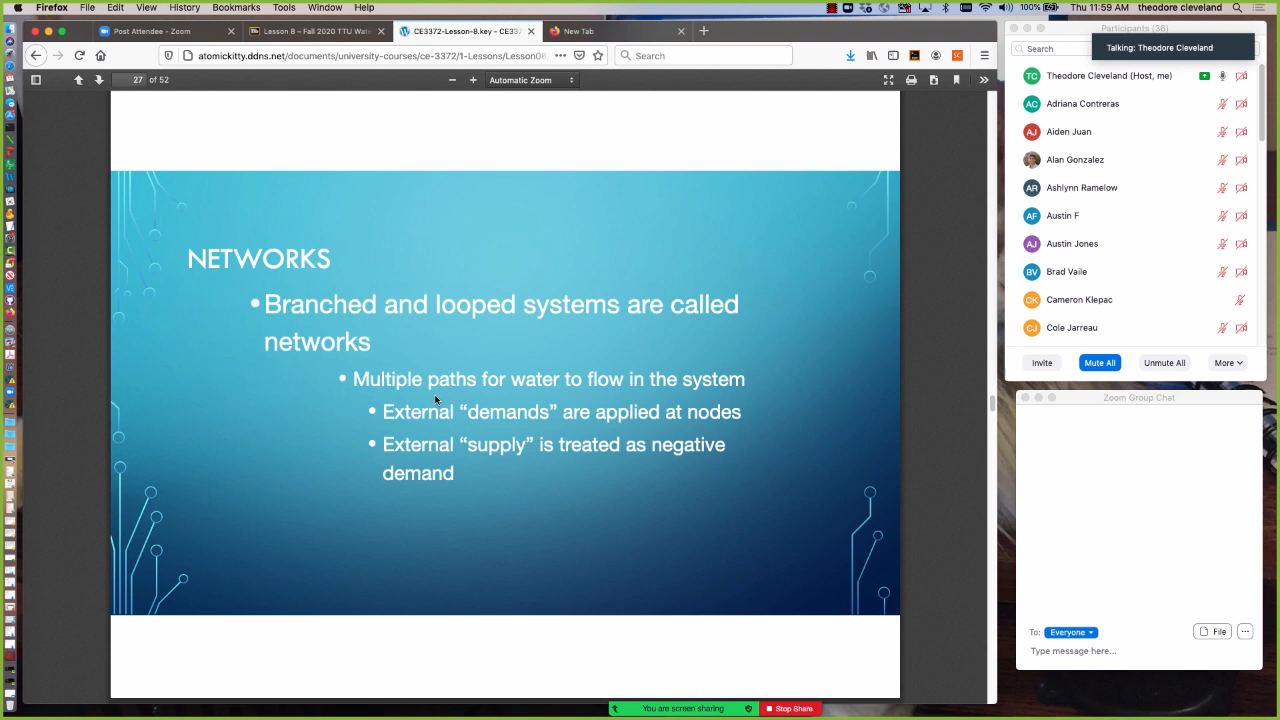 Firefox File Edit View History Bookmarks Tools Window Help 100% Thu 11:59 AM theodore cleveland
Post Attendee - Zoom
Lesson 8 – Fall 2020 TTU Wate
CE3372-Lesson-8.key - CE337
New Tab
atomickitty.ddns.net/documents/university-courses/ce-3372/1-Lessons/Lesson08
Search
27 of 52
Automatic Zoom
NETWORKS
•Branched and looped systems are called
networks
• Multiple paths for water to flow in the system
• External “demands” are applied at nodes
• External “supply” is treated as negative
demand
You are screen sharing
Stop Share
Participants (36)
Search
Talking: Theodore Cleveland
TC Theodore Cleveland (Host, me)
AC Adriana Contreras
AJ Aiden Juan
Alan Gonzalez
AR Ashlynn Ramelow
AF Austin F
AJ Austin Jones
BV Brad Vaile
CK Cameron Klepac
CJ Cole Jarreau
Invite Mute All Unmute All More
Zoom Group Chat
To: Everyone
File
Type message here...